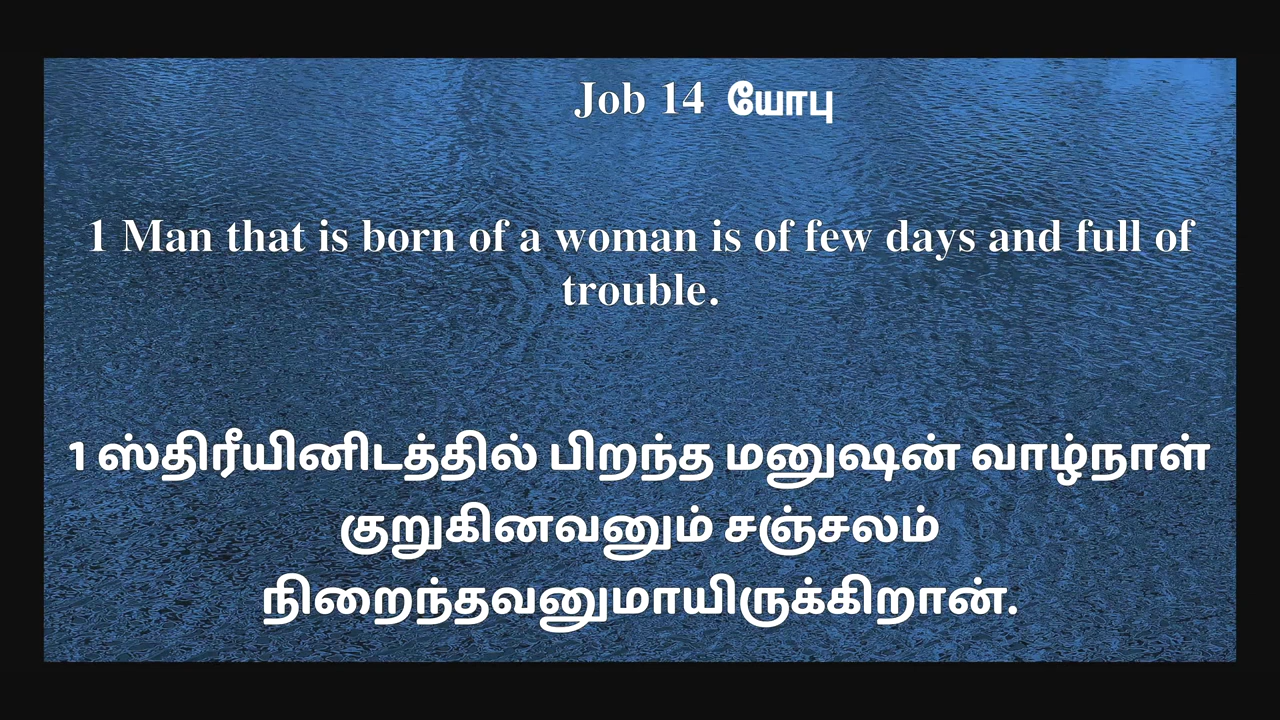 Job 14 யோபு
1 Man that is born of a woman is of few days and full of
trouble.
1 ஸ்திரீயினிடத்தில் பிறந்த மனுஷன் வாழ்நாள்
குறுகினவனும் சஞ்சலம்
நிறைந்தவனுமாயிருக்கிறான்.